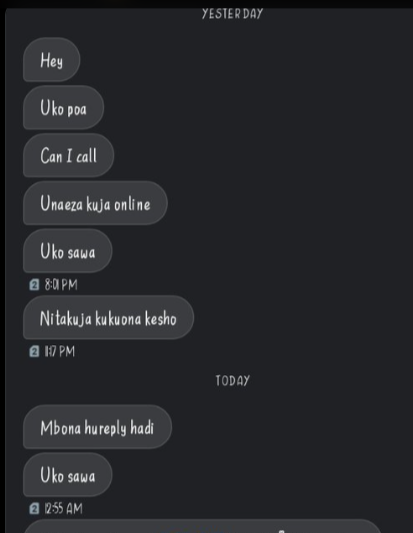 YESTERDAY
Hey
Uko poa
Can I call
Unaeza kuja online
Uko sawa
2 8:01 PM
Nitakuja kukuona kesho
2 11:17 PM
TODAY
Mbona hureply hadi
Uko sawa
2 12:55 AM